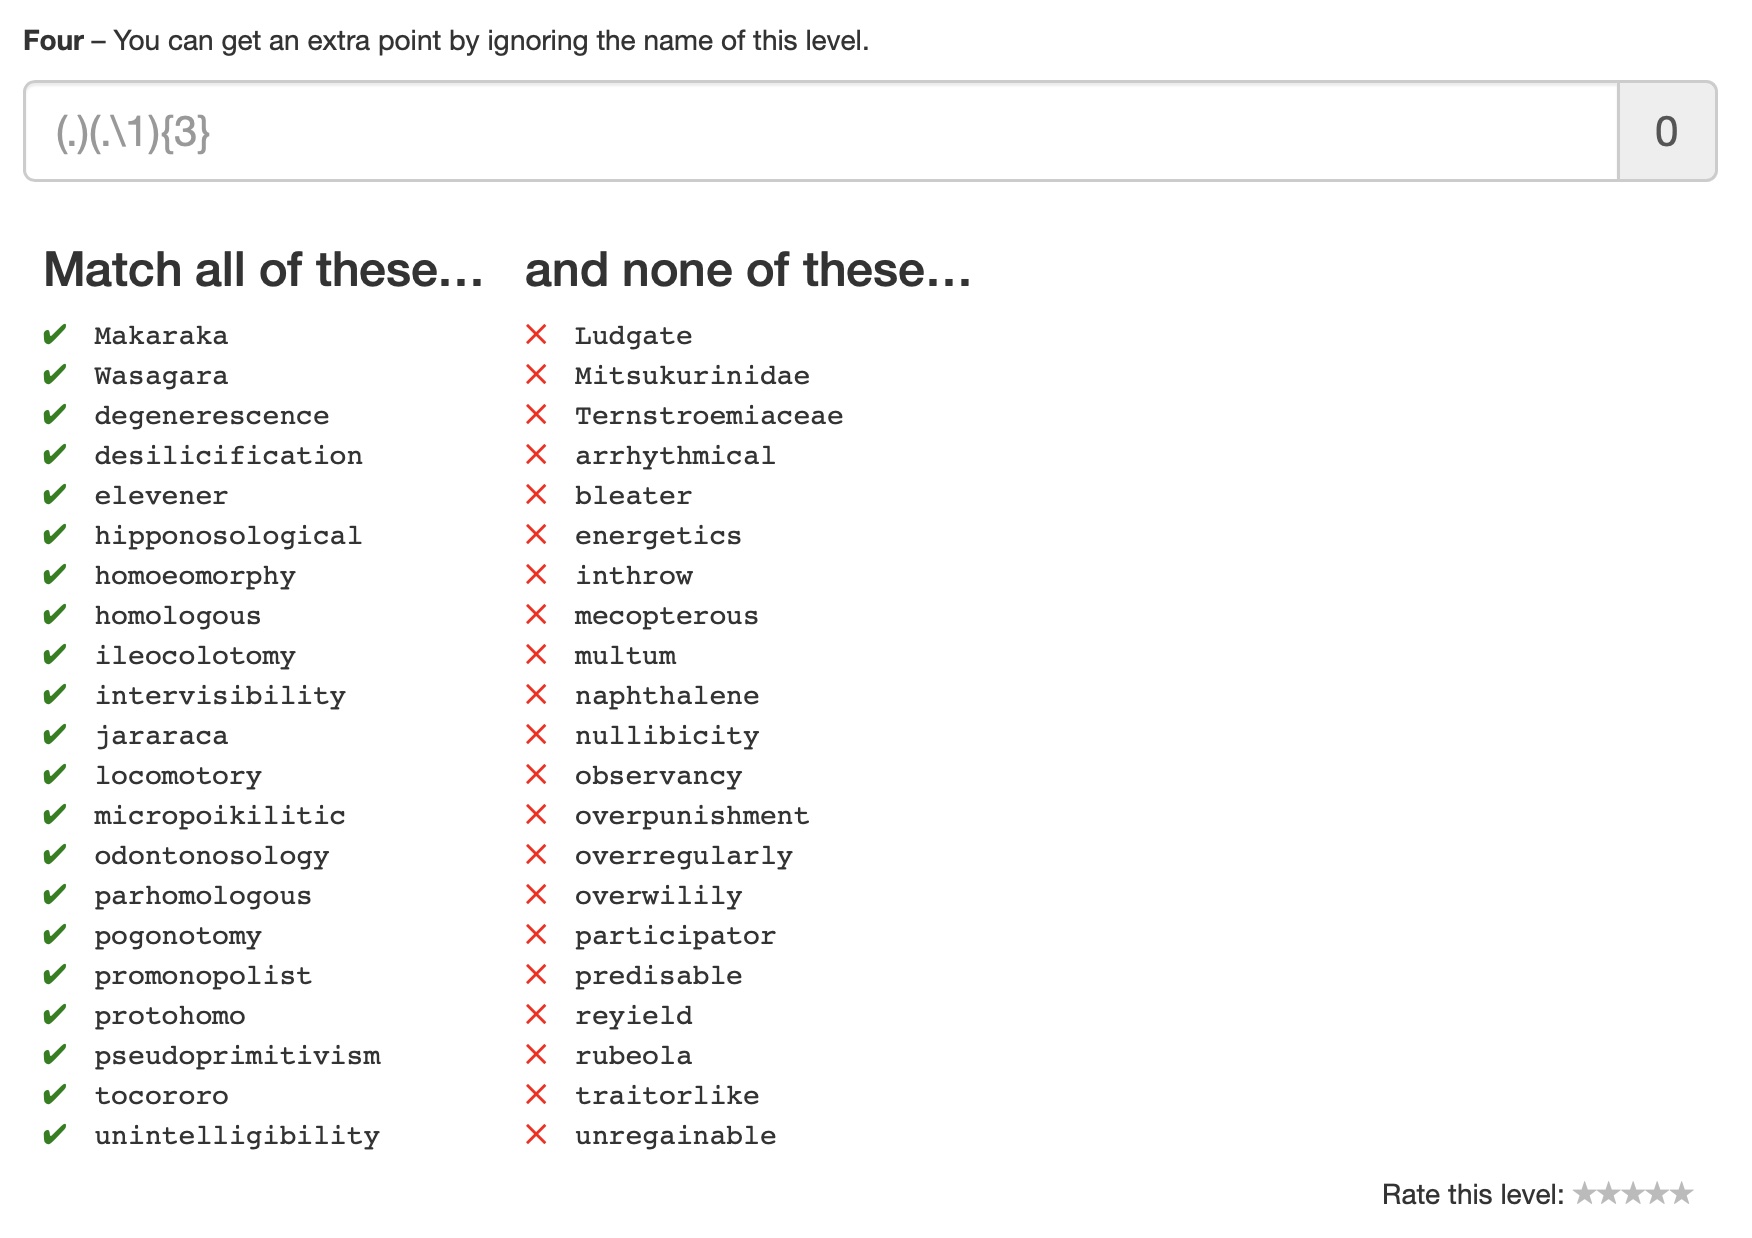 Four – You can get an extra point by ignoring the name of this level.
(.)(.\1){3}
0
Match all of these…
and none of these…
✔ Makaraka
✔ Wasagara
✔ degenerescence
✔ desilicification
✔ elevener
✔ hipponosological
✔ homoeomorphy
✔ homologous
✔ ileocolotomy
✔ intervisibility
✔ jararaca
✔ locomotory
✔ micropoikilitic
✔ odontonosology
✔ parhomologous
✔ pogonotomy
✔ promonopolist
✔ protohomo
✔ pseudoprimitivism
✔ tocororo
✔ unintelligibility
✕ Ludgate
✕ Mitsukurinidae
✕ Ternstroemiaceae
✕ arrhythmical
✕ bleater
✕ energetics
✕ inthrow
✕ mecopterous
✕ multum
✕ naphthalene
✕ nullibicity
✕ observancy
✕ overpunishment
✕ overregularly
✕ overwilily
✕ participator
✕ predisable
✕ reyield
✕ rubeola
✕ traitorlike
✕ unregainable
Rate this level: ★★★★★